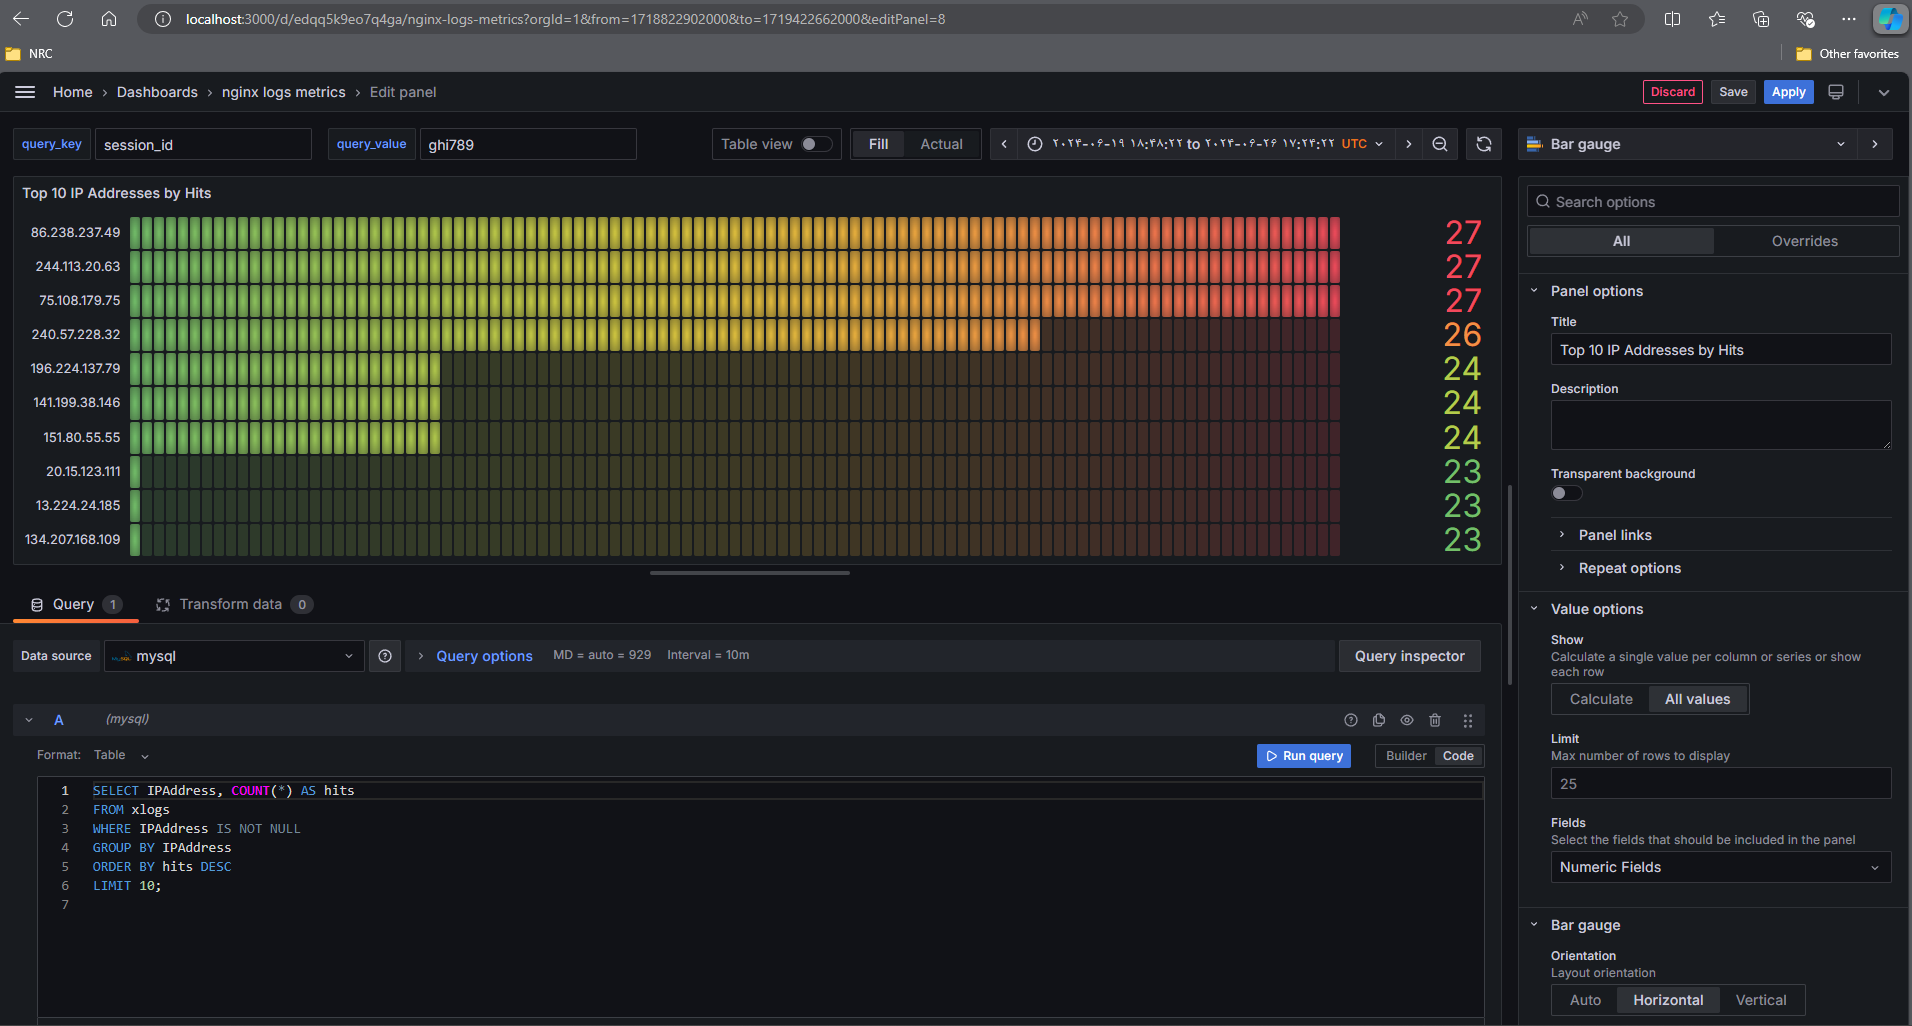 localhost:3000/d/edqq5k9eo7q4ga/nginx-logs-metrics?orgId=1&from=1718822902000&to=1719422662000&editPanel=8
NRC
Other favorites
Home › Dashboards › nginx logs metrics › Edit panel
Discard Save Apply
query_key session_id query_value ghi789 Table view Fill Actual ۲۰۲۴-۰۶-۱۹ ۱۸:۴۸:۲۲ to ۲۰۲۴-۰۶-۲۶ ۱۷:۲۴:۲۲ UTC
Bar gauge
Top 10 IP Addresses by Hits
86.238.237.49 27
244.113.20.63 27
75.108.179.75 27
240.57.228.32 26
196.224.137.79 24
141.199.38.146 24
151.80.55.55 24
20.15.123.111 23
13.224.24.185 23
134.207.168.109 23
Query 1 Transform data 0
Data source mysql Query options MD = auto = 929 Interval = 10m Query inspector
A (mysql)
Format: Table Run query Builder Code
1 SELECT IPAddress, COUNT(*) AS hits
2 FROM xlogs
3 WHERE IPAddress IS NOT NULL
4 GROUP BY IPAddress
5 ORDER BY hits DESC
6 LIMIT 10;
7
Search options
All Overrides
Panel options
Title
Top 10 IP Addresses by Hits
Description
Transparent background
Panel links
Repeat options
Value options
Show
Calculate a single value per column or series or show
each row
Calculate All values
Limit
Max number of rows to display
25
Fields
Select the fields that should be included in the panel
Numeric Fields
Bar gauge
Orientation
Layout orientation
Auto Horizontal Vertical